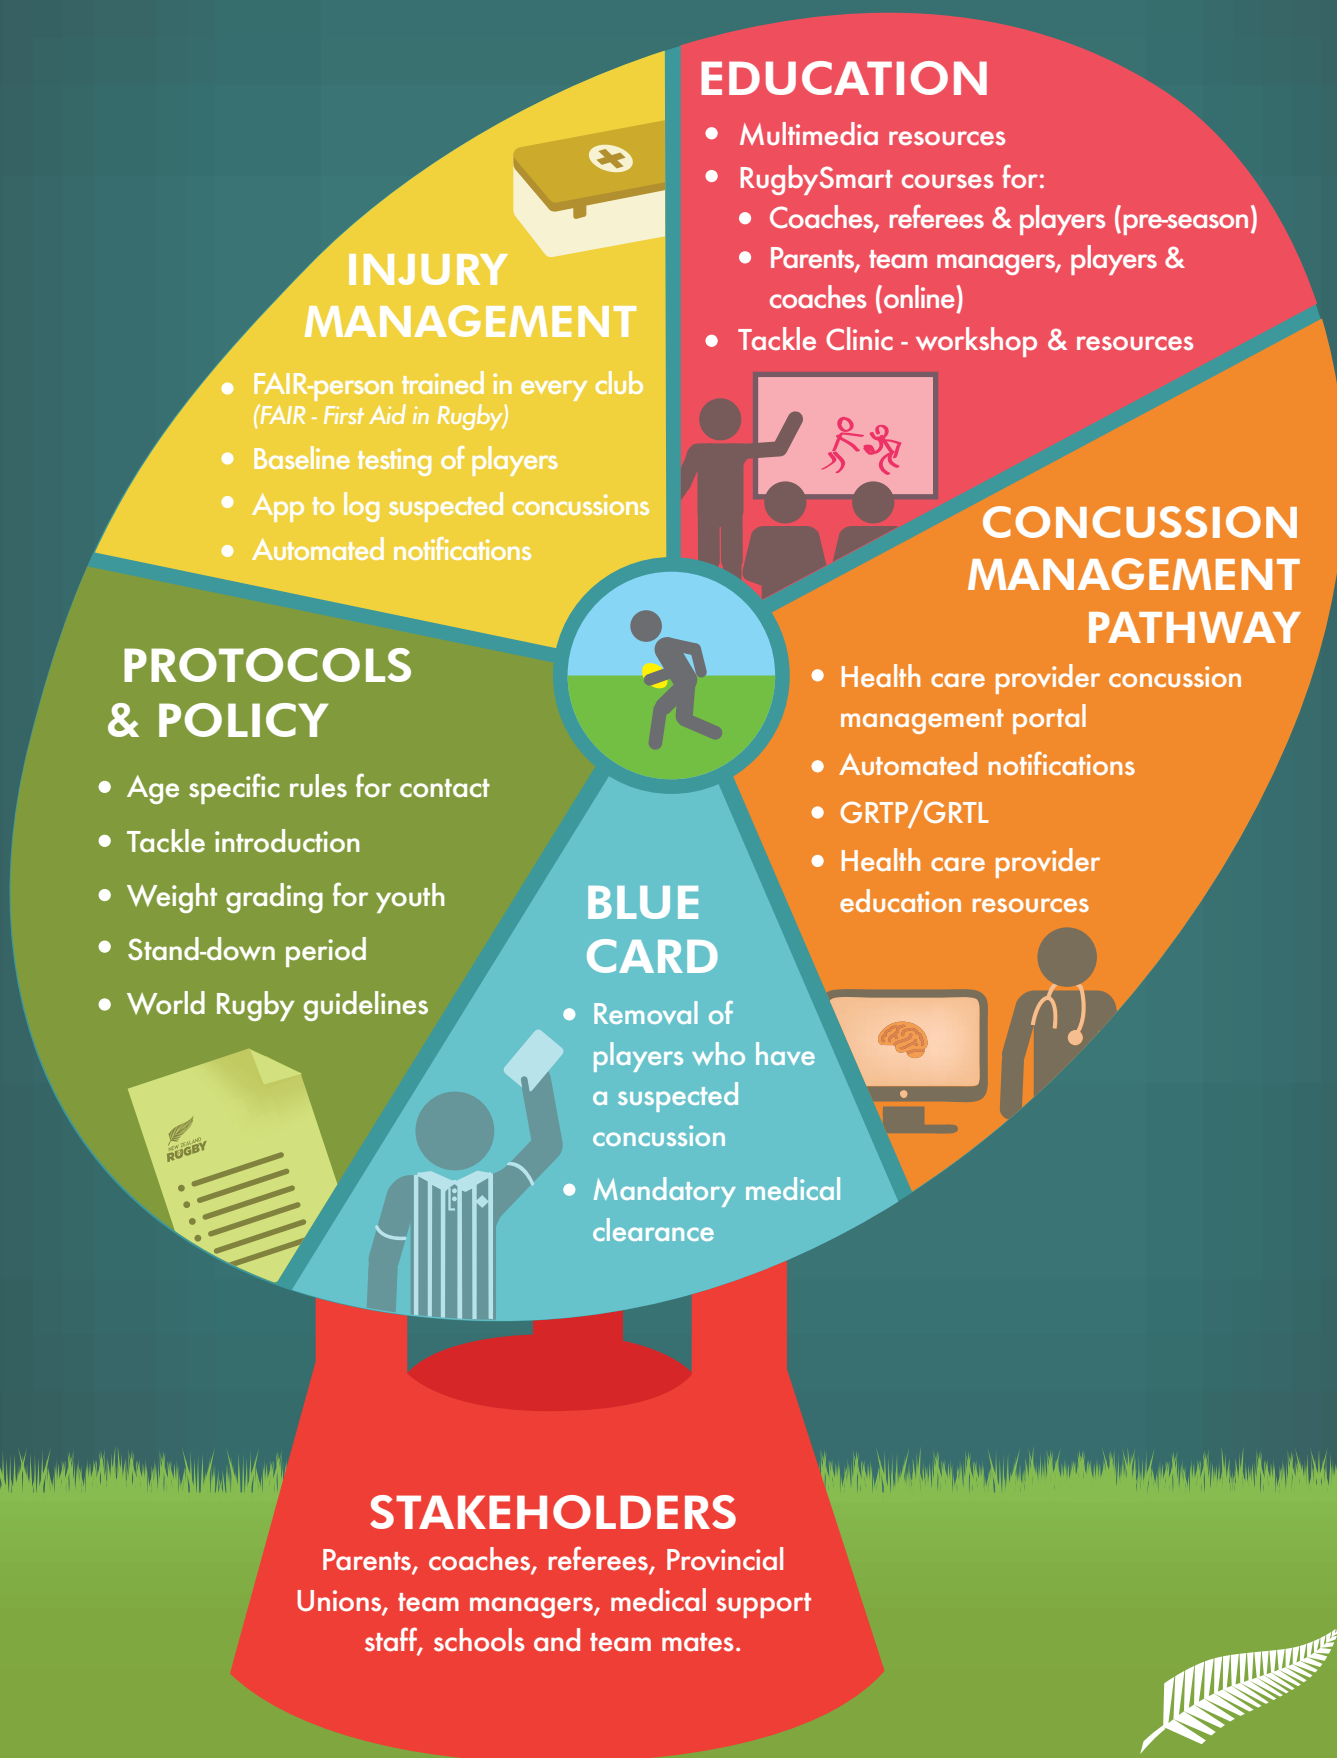 EDUCATION
• Multimedia resources
• RugbySmart courses for:
• Coaches, referees & players (pre-season)
• Parents, team managers, players &
coaches (online)
• Tackle Clinic - workshop & resources
INJURY
MANAGEMENT
• FAIR-person trained in every club
(FAIR - First Aid in Rugby)
• Baseline testing of players
• App to log suspected concussions
• Automated notifications
CONCUSSION
MANAGEMENT
PATHWAY
• Health care provider concussion
management portal
• Automated notifications
• GRTP/GRTL
• Health care provider
education resources
PROTOCOLS
& POLICY
• Age specific rules for contact
• Tackle introduction
• Weight grading for youth
• Stand-down period
• World Rugby guidelines
NEW ZEALAND
RUGBY
BLUE
CARD
• Removal of
players who have
a suspected
concussion
• Mandatory medical
clearance
STAKEHOLDERS
Parents, coaches, referees, Provincial
Unions, team managers, medical support
staff, schools and team mates.